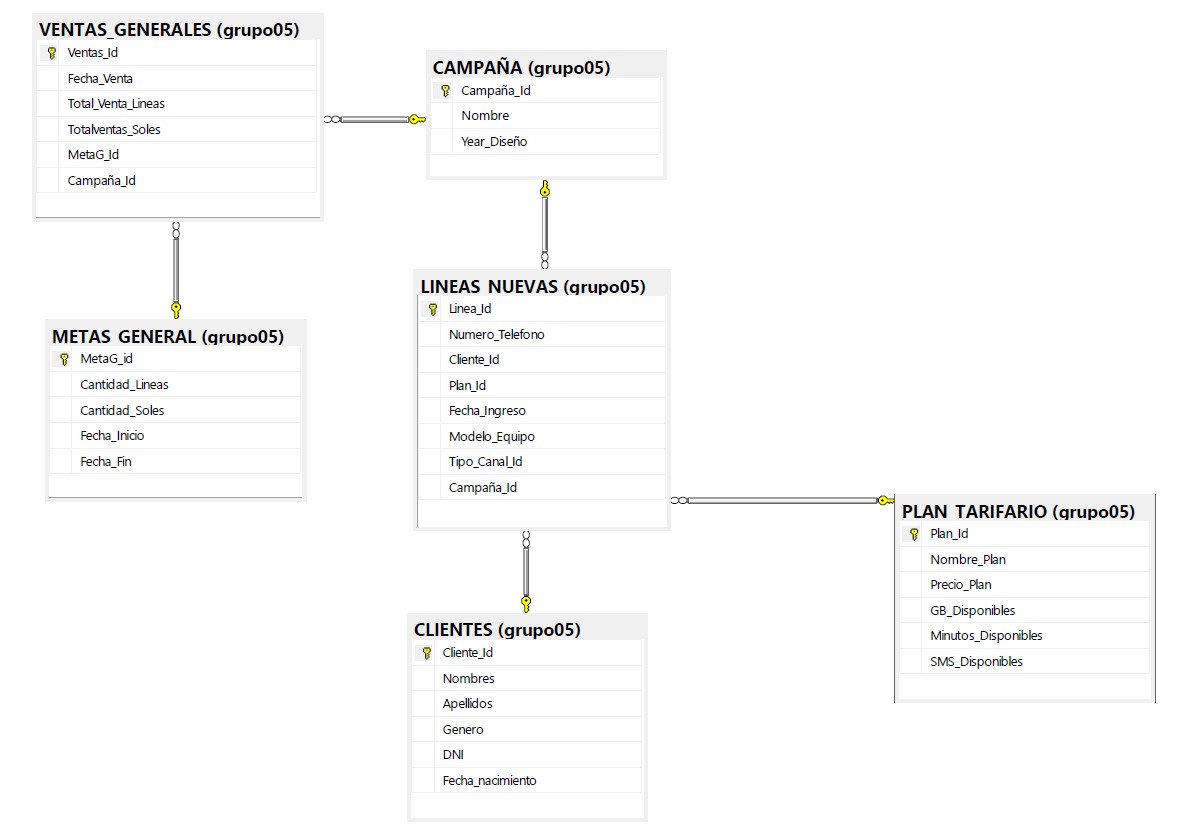 VENTAS_GENERALES (grupo05)
Ventas_Id
Fecha_Venta
Total_Venta_Lineas
Totalventas_Soles
MetaG_Id
Campaña_Id
CAMPAÑA (grupo05)
Campaña_Id
Nombre
Year_Diseño
METAS_GENERAL (grupo05)
MetaG_id
Cantidad_Lineas
Cantidad_Soles
Fecha_Inicio
Fecha_Fin
LINEAS_NUEVAS (grupo05)
Linea_Id
Numero_Telefono
Cliente_Id
Plan_Id
Fecha_Ingreso
Modelo_Equipo
Tipo_Canal_Id
Campaña_Id
PLAN_TARIFARIO (grupo05)
Plan_Id
Nombre_Plan
Precio_Plan
GB_Disponibles
Minutos_Disponibles
SMS_Disponibles
CLIENTES (grupo05)
Cliente_Id
Nombres
Apellidos
Genero
DNI
Fecha_nacimiento